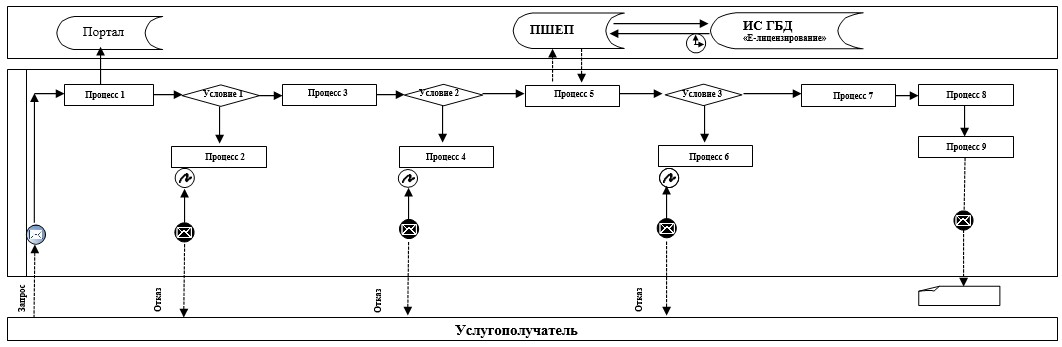 Портал
ПШЕП
ИС ГБД
«Е-лицензирование»
Процесс 1
Условие 1
Процесс 3
Условие 2
Процесс 5
Условие 3
Процесс 7
Процесс 8
Процесс 2
Процесс 4
Процесс 6
Процесс 9
Запрос
Отказ
Отказ
Отказ
Услугополучатель